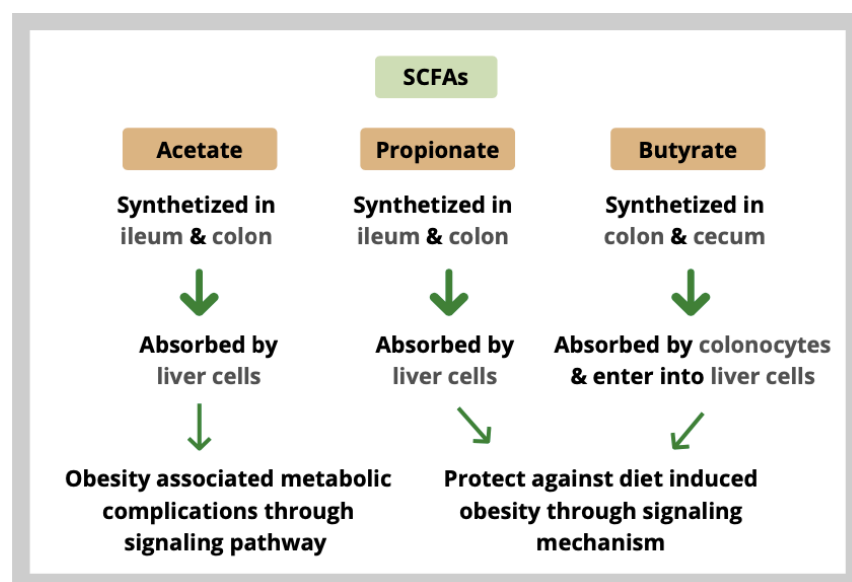 SCFAs
Acetate
Propionate
Butyrate
Synthetized in
ileum & colon
Synthetized in
ileum & colon
Synthetized in
colon & cecum
Absorbed by
liver cells
Absorbed by
liver cells
Absorbed by colonocytes
& enter into liver cells
Obesity associated metabolic
complications through
signaling pathway
Protect against diet induced
obesity through signaling
mechanism